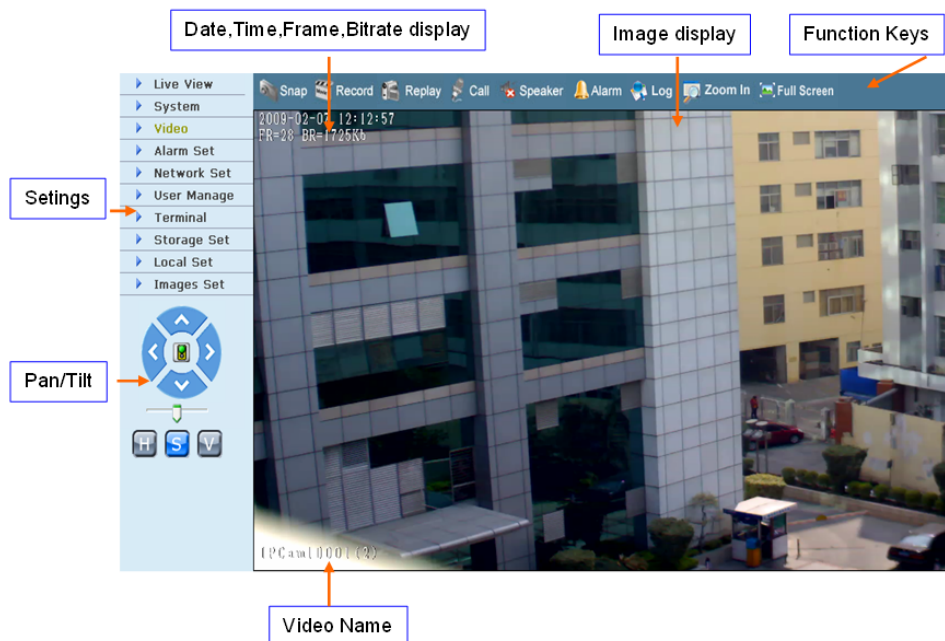 Date,Time,Frame,Bitrate display
Image display
Function Keys
Live View
System
Video
Alarm Set
Network Set
User Manage
Terminal
Storage Set
Local Set
Images Set
Snap Record Replay Call Speaker Alarm Log Zoom In Full Screen
2009-02-07 12:12:57
FR=28 BR=1725Kb
Setings
Pan/Tilt
H S V
IPCam10001(2)
Video Name